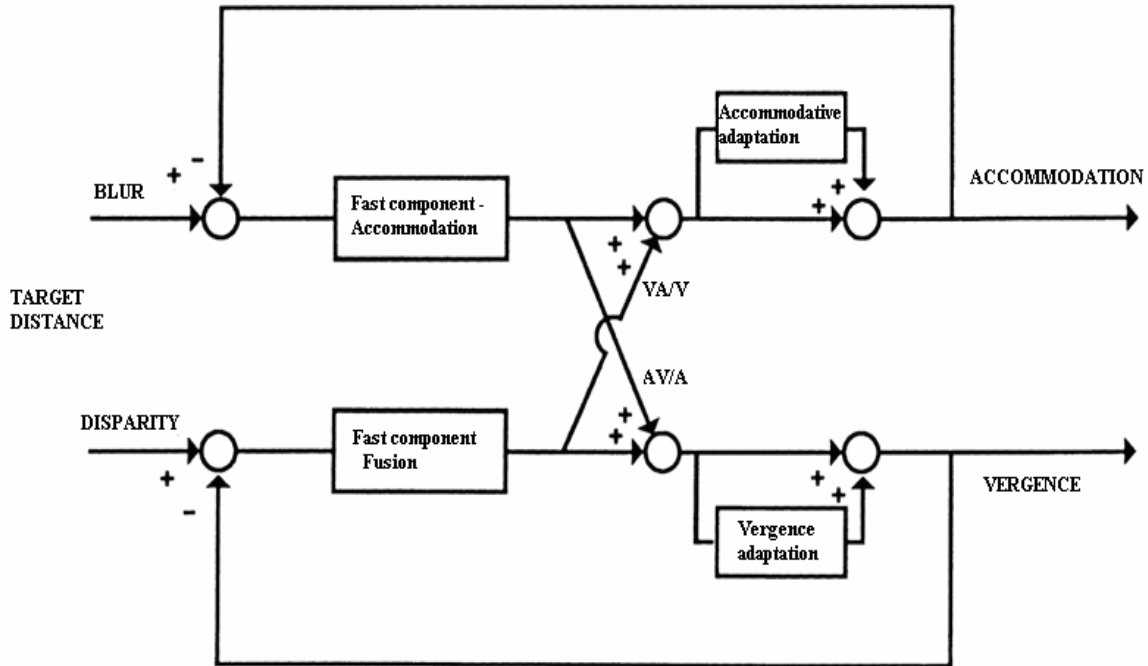 Accommodative
adaptation
+ -
BLUR
Fast component -
Accommodation
+
+
ACCOMMODATION
+
+
VA/V
TARGET
DISTANCE
AV/A
DISPARITY
+
+
Fast component
Fusion
+
-
+
+
VERGENCE
Vergence
adaptation